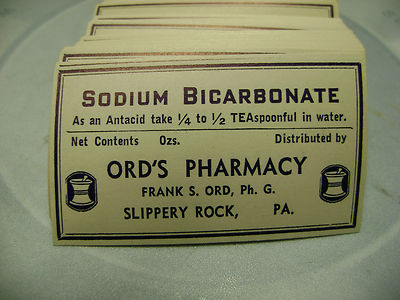 SODIUM BICARBONATE
As an Antacid take ¼ to ½ TEAspoonful in water.
Net Contents Ozs. Distributed by
ORD'S PHARMACY
FRANK S. ORD, Ph. G.
SLIPPERY ROCK, PA.